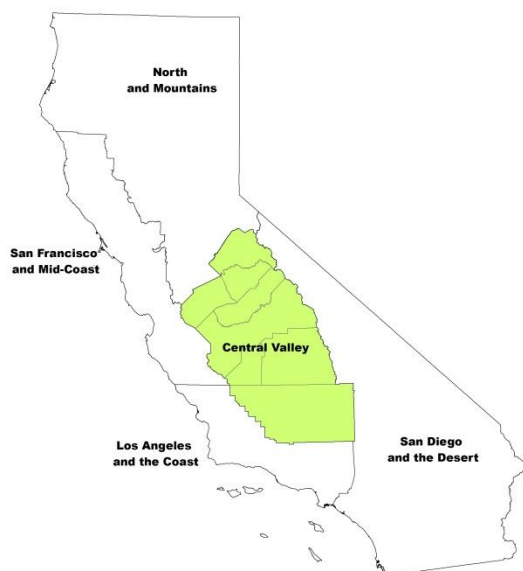 North
and Mountains
San Francisco
and Mid-Coast
Central Valley
Los Angeles
and the Coast
San Diego
and the Desert